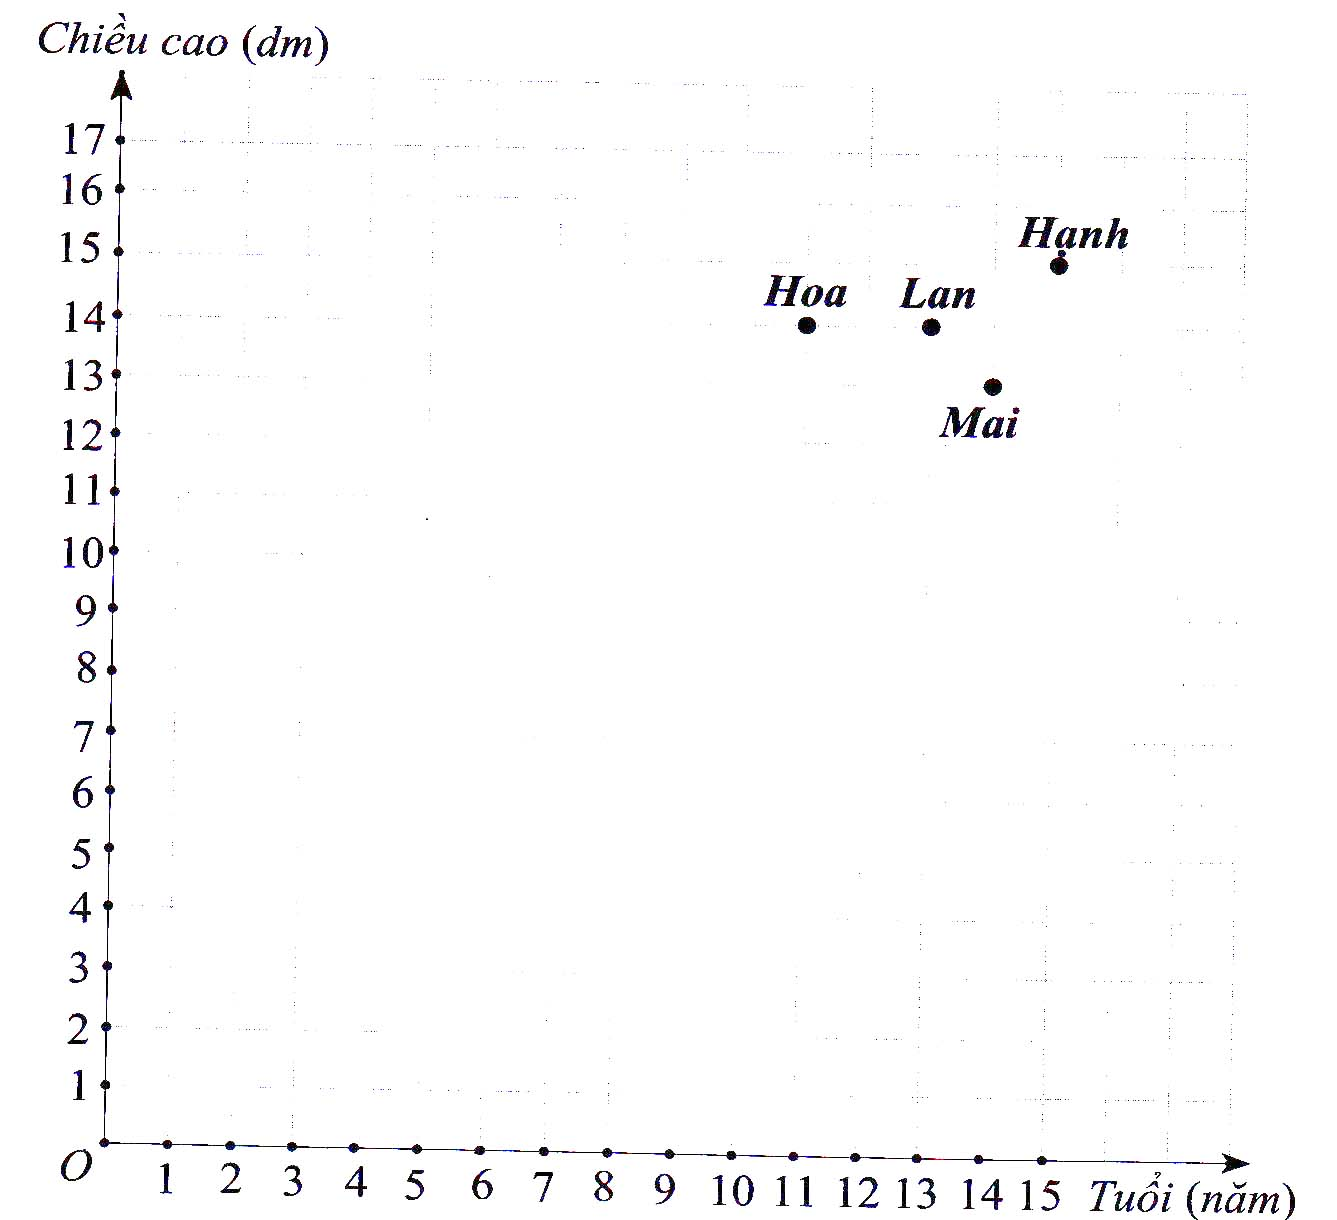 Chiều cao (dm)
17
16
15
Hạnh
14
Hoa
Lan
13
Mai
12
11
10
9
8
7
6
5
4
3
2
1
O
1 2 3 4 5 6 7 8 9 10 11 12 13 14 15 Tuổi (năm)